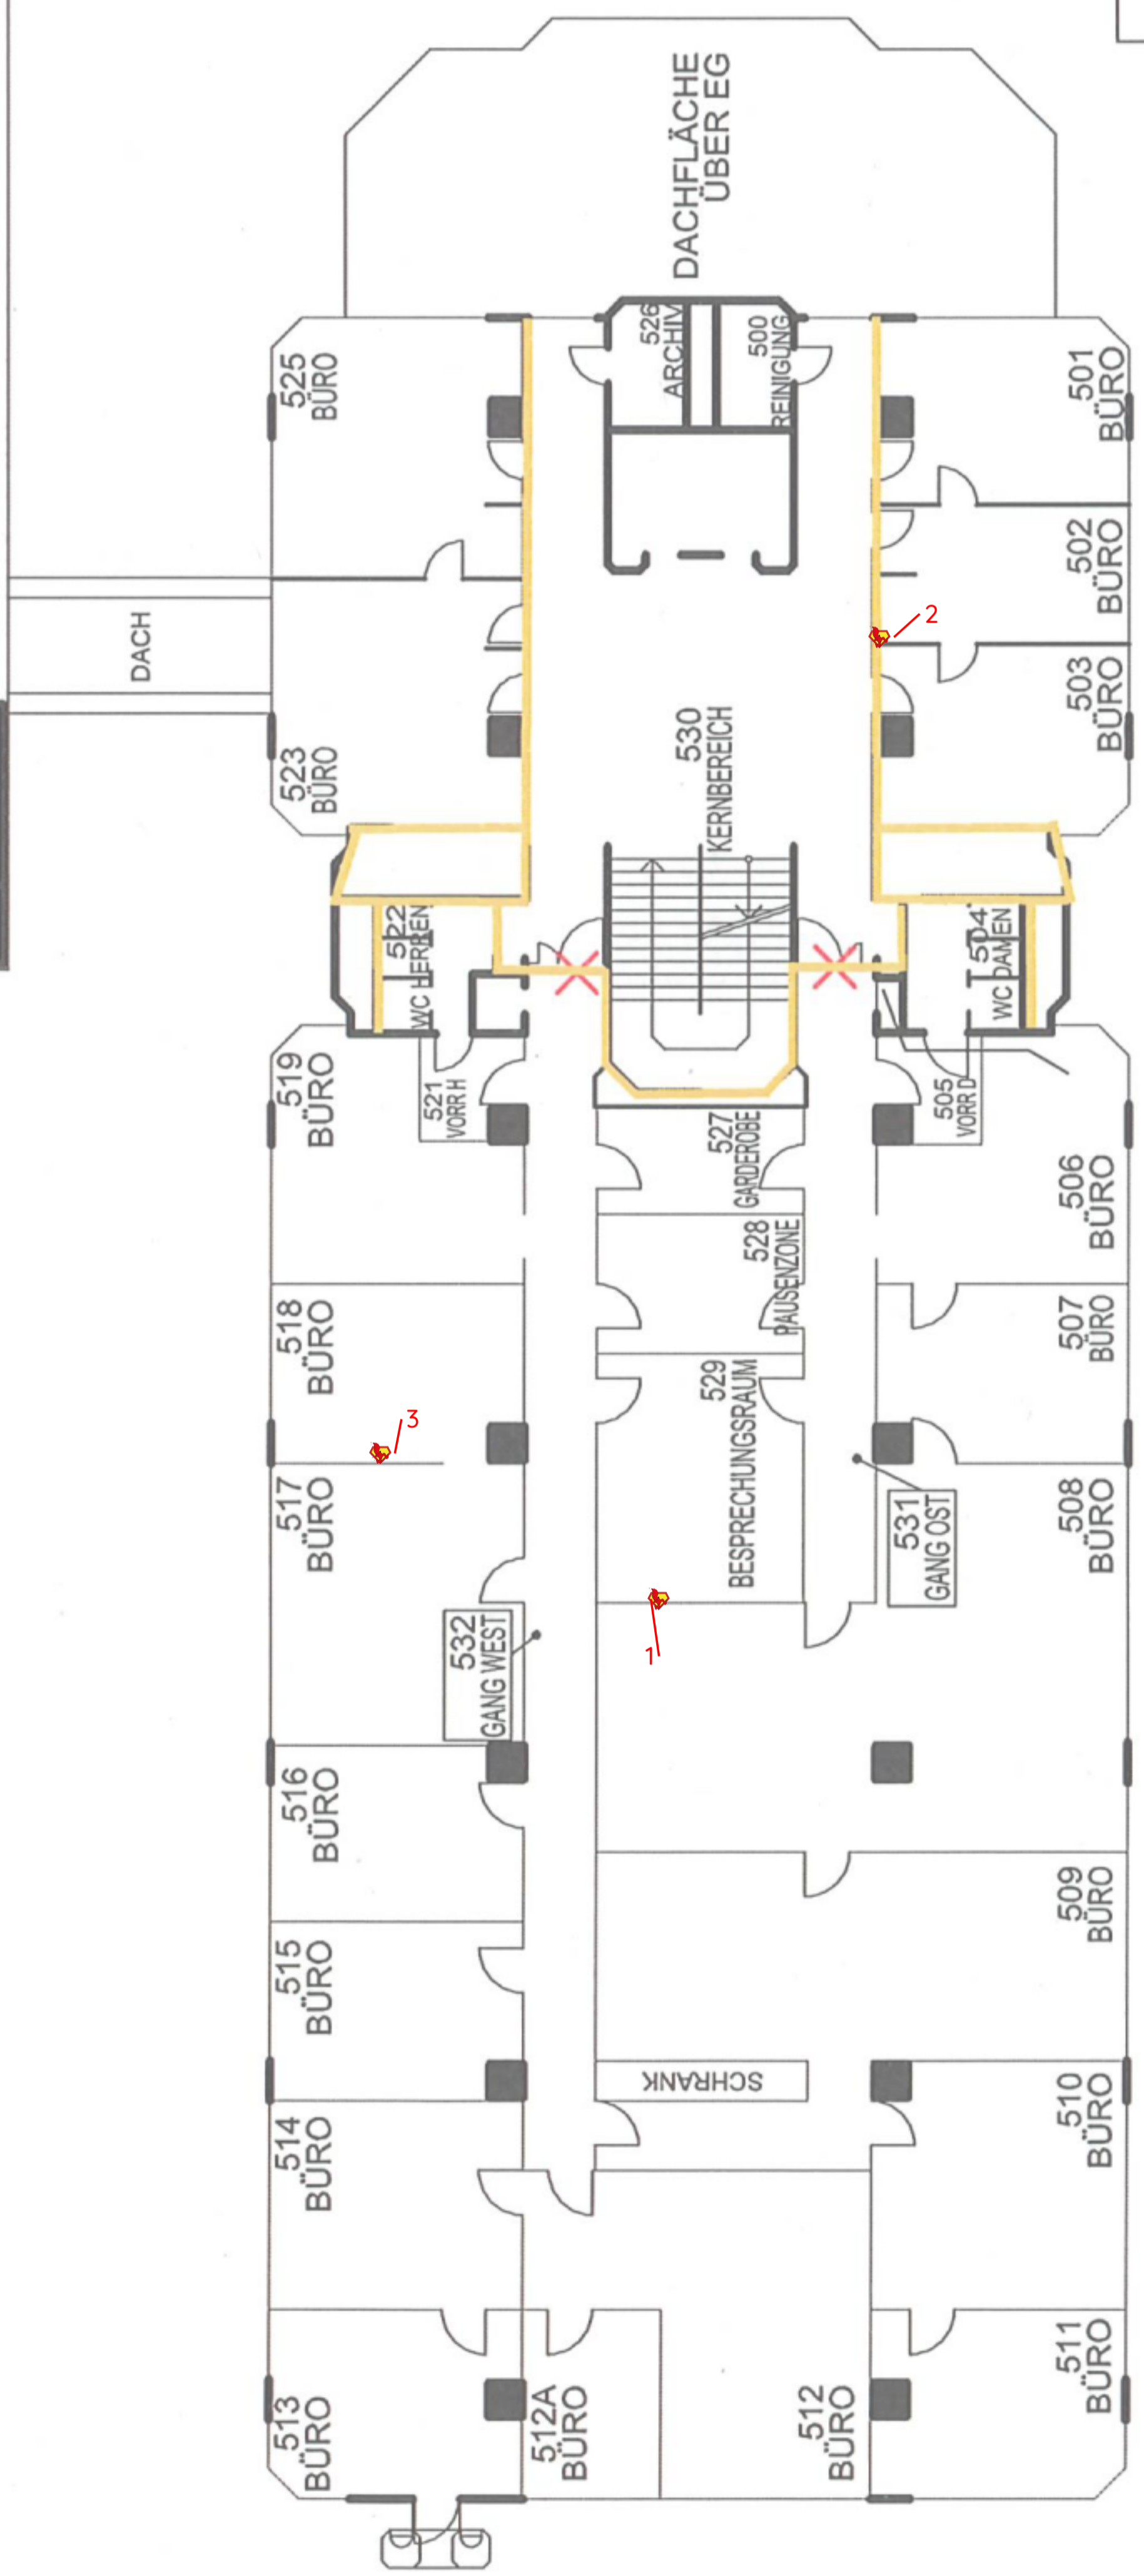 DACHFLÄCHE
ÜBER EG
526
ARCHIV
500
REINIGUNG
525
BÜRO
501
BÜRO
502
BÜRO
DACH
2
503
BÜRO
523
BÜRO
530
KERNBEREICH
522
WC HERREN
504
WC DAMEN
519
BÜRO
521
VORR H
505
VORR D
527
GARDEROBE
506
BÜRO
528
PAUSENZONE
518
BÜRO
507
BÜRO
529
BESPRECHUNGSRAUM
3
517
BÜRO
508
BÜRO
531
GANG OST
532
GANG WEST
1
516
BÜRO
509
BÜRO
515
BÜRO
SCHRANK
510
BÜRO
514
BÜRO
511
BÜRO
513
BÜRO
512A
BÜRO
512
BÜRO